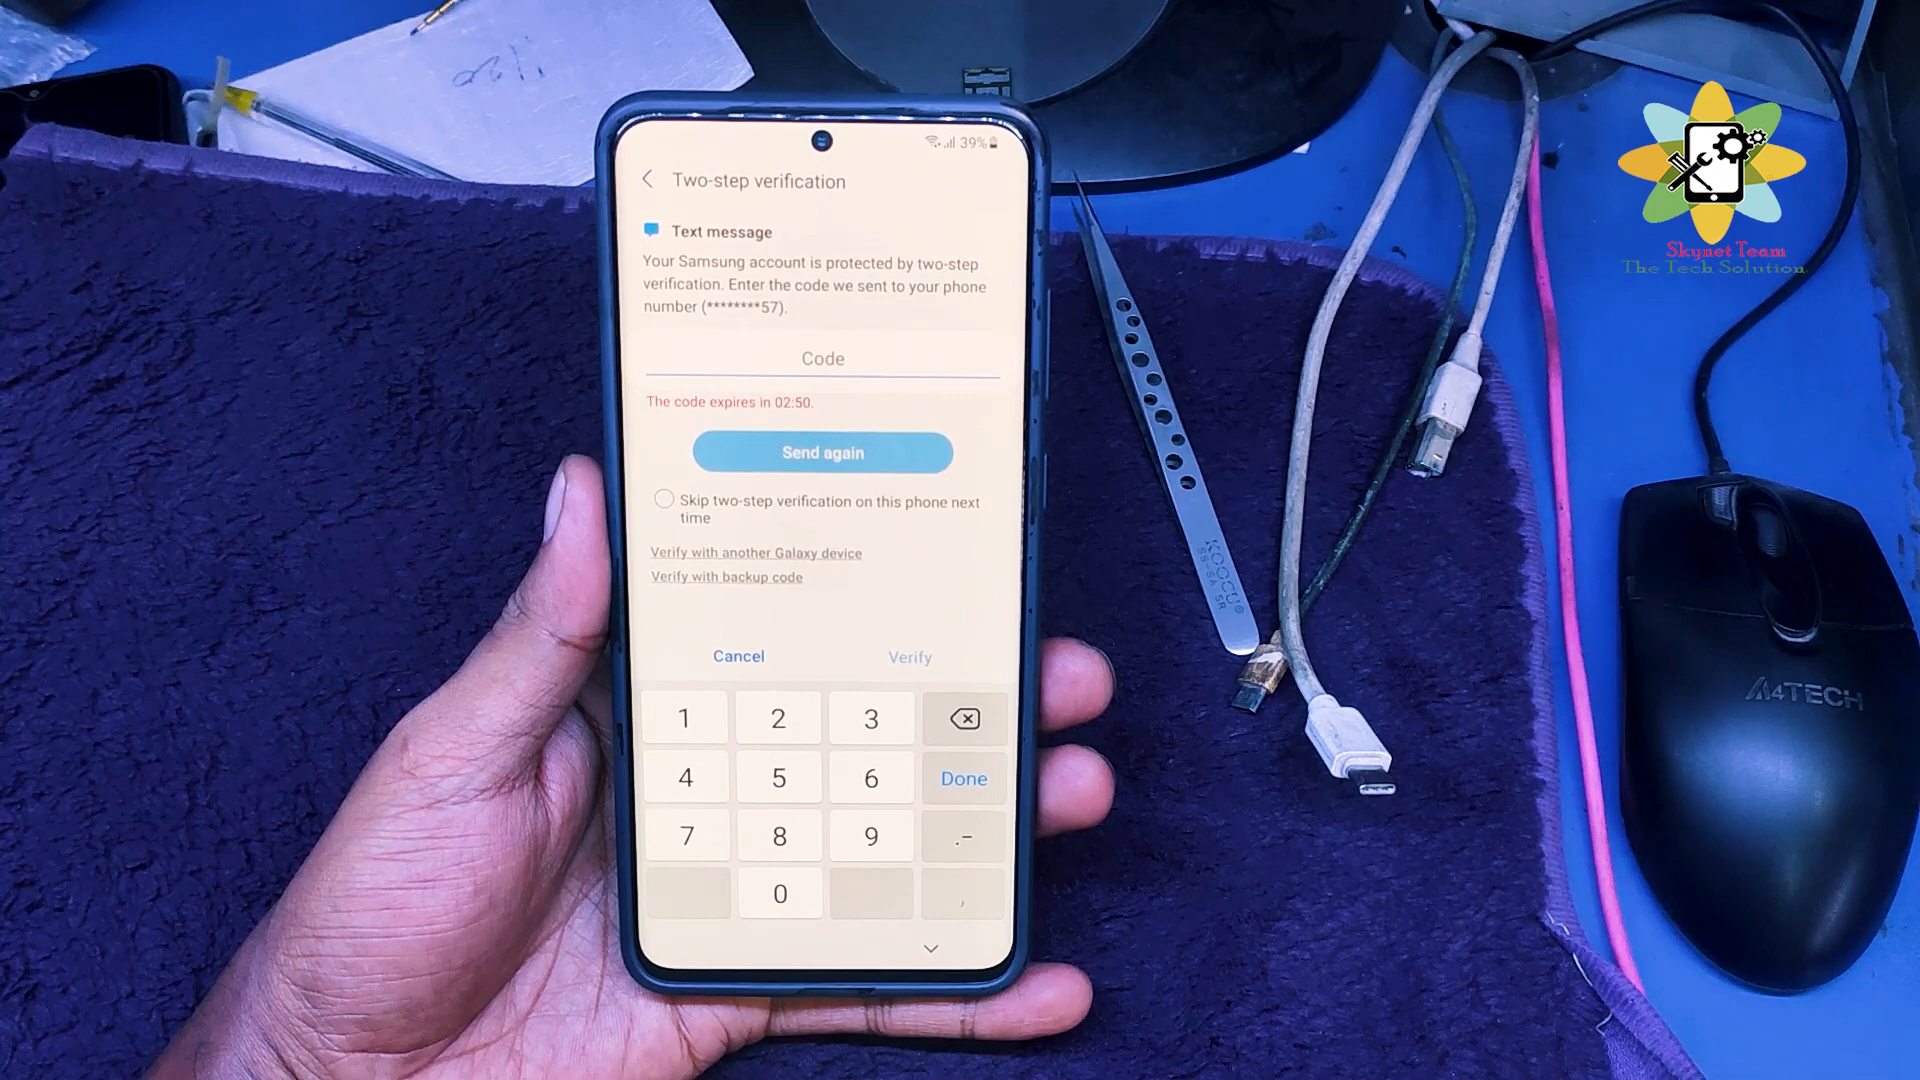 39%
Two-step verification
Text message
Your Samsung account is protected by two-step
verification. Enter the code we sent to your phone
number (********57).
Code
The code expires in 02:50.
Send again
Skip two-step verification on this phone next
time
Verify with another Galaxy device
Verify with backup code
Cancel
Verify
1
2
3
4
5
6
Done
7
8
9
.-
0
,
Skynet Team
The Tech Solution
A4TECH